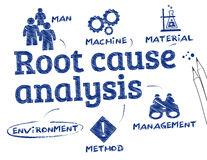 MAN
MACHINE
MATERIAL
Root cause
analysis
ENVIRONMENT
METHOD
MANAGEMENT